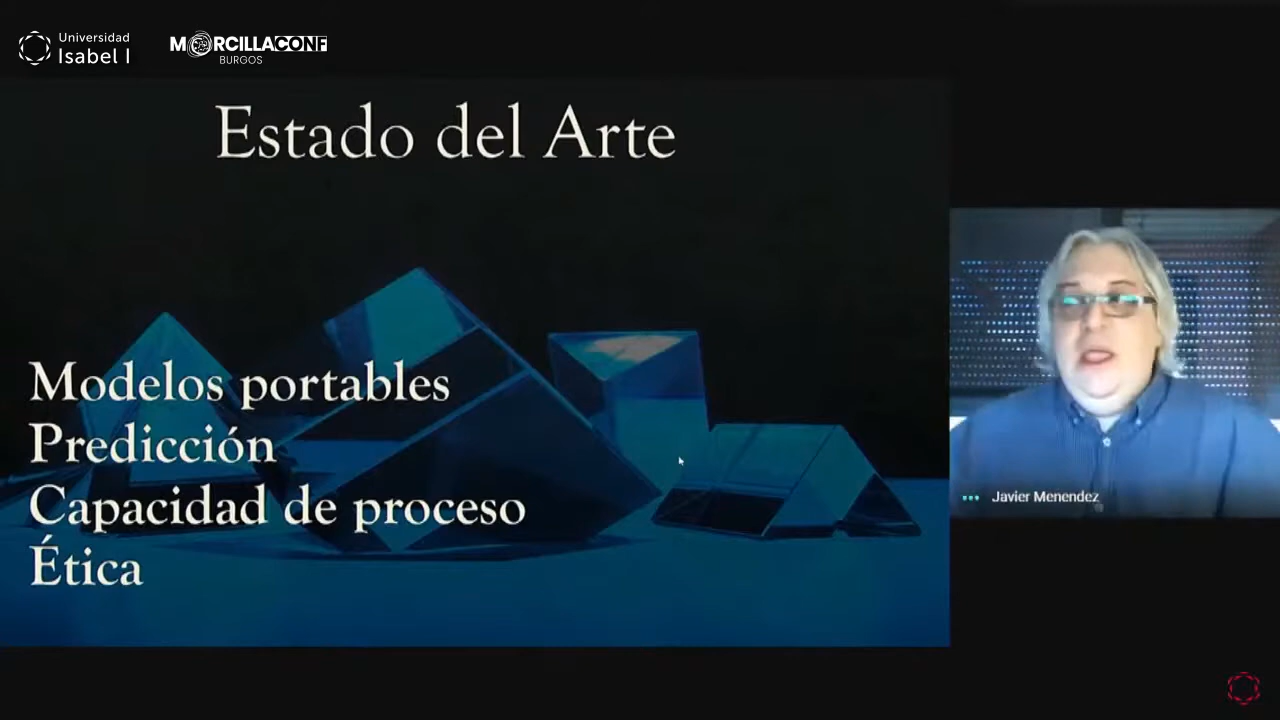 Universidad
Isabel I
MORCILLACONF
BURGOS
Estado del Arte
Modelos portables
Predicción
Capacidad de proceso
Ética
Javier Menendez